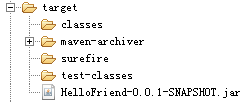 target
classes
maven-archiver
surefire
test-classes
HelloFriend-0.0.1-SNAPSHOT.jar